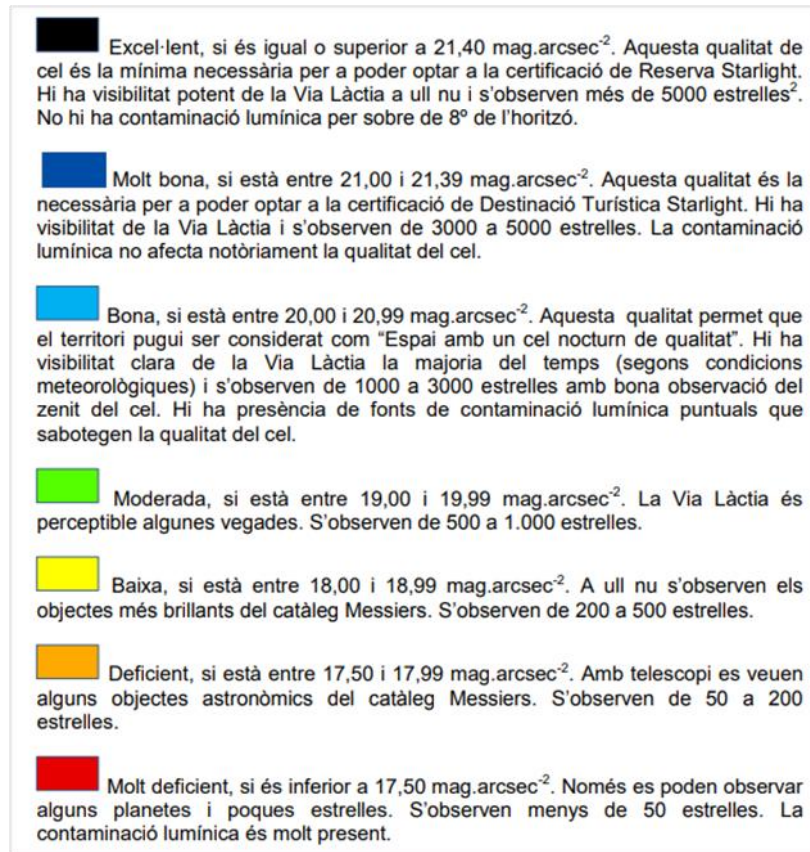 Excel·lent, si és igual o superior a 21,40 mag.arcsec⁻². Aquesta qualitat de
cel és la mínima necessària per a poder optar a la certificació de Reserva Starlight.
Hi ha visibilitat potent de la Via Làctia a ull nu i s’observen més de 5000 estrelles².
No hi ha contaminació lumínica per sobre de 8º de l’horitzó.
Molt bona, si està entre 21,00 i 21,39 mag.arcsec⁻². Aquesta qualitat és la
necessària per a poder optar a la certificació de Destinació Turística Starlight. Hi ha
visibilitat de la Via Làctia i s’observen de 3000 a 5000 estrelles. La contaminació
lumínica no afecta notòriament la qualitat del cel.
Bona, si està entre 20,00 i 20,99 mag.arcsec⁻². Aquesta qualitat permet que
el territori pugui ser considerat com “Espai amb un cel nocturn de qualitat”. Hi ha
visibilitat clara de la Via Làctia la majoria del temps (segons condicions
meteorològiques) i s’observen de 1000 a 3000 estrelles amb bona observació del
zenit del cel. Hi ha presència de fonts de contaminació lumínica puntuals que
sabotegen la qualitat del cel.
Moderada, si està entre 19,00 i 19,99 mag.arcsec⁻². La Via Làctia és
perceptible algunes vegades. S’observen de 500 a 1.000 estrelles.
Baixa, si està entre 18,00 i 18,99 mag.arcsec⁻². A ull nu s’observen els
objectes més brillants del catàleg Messiers. S’observen de 200 a 500 estrelles.
Deficient, si està entre 17,50 i 17,99 mag.arcsec⁻². Amb telescopi es veuen
alguns objectes astronòmics del catàleg Messiers. S’observen de 50 a 200
estrelles.
Molt deficient, si és inferior a 17,50 mag.arcsec⁻². Només es poden observar
alguns planetes i poques estrelles. S’observen menys de 50 estrelles. La
contaminació lumínica és molt present.